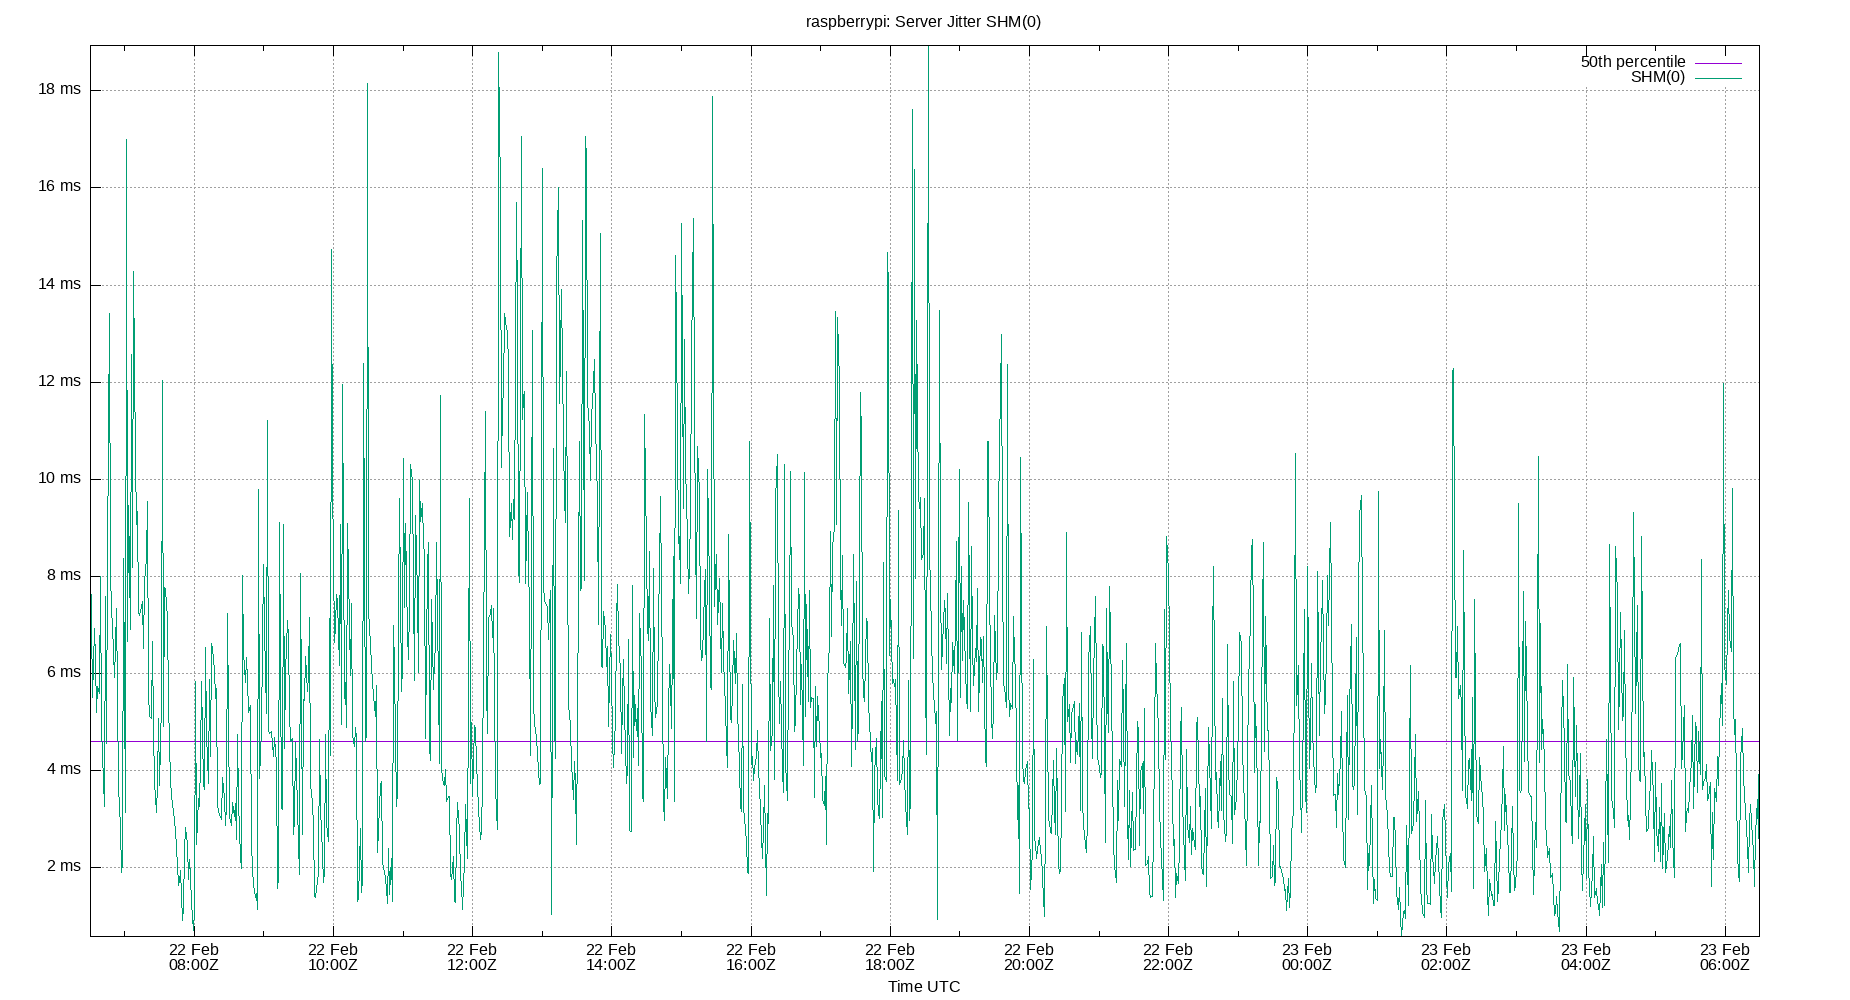 raspberrypi: Server Jitter SHM(0)
50th percentile
SHM(0)
18 ms
16 ms
14 ms
12 ms
10 ms
8 ms
6 ms
4 ms
2 ms
22 Feb 22 Feb 22 Feb 22 Feb 22 Feb 22 Feb 22 Feb 22 Feb 23 Feb 23 Feb 23 Feb 23 Feb
08:00Z 10:00Z 12:00Z 14:00Z 16:00Z 18:00Z 20:00Z 22:00Z 00:00Z 02:00Z 04:00Z 06:00Z
Time UTC